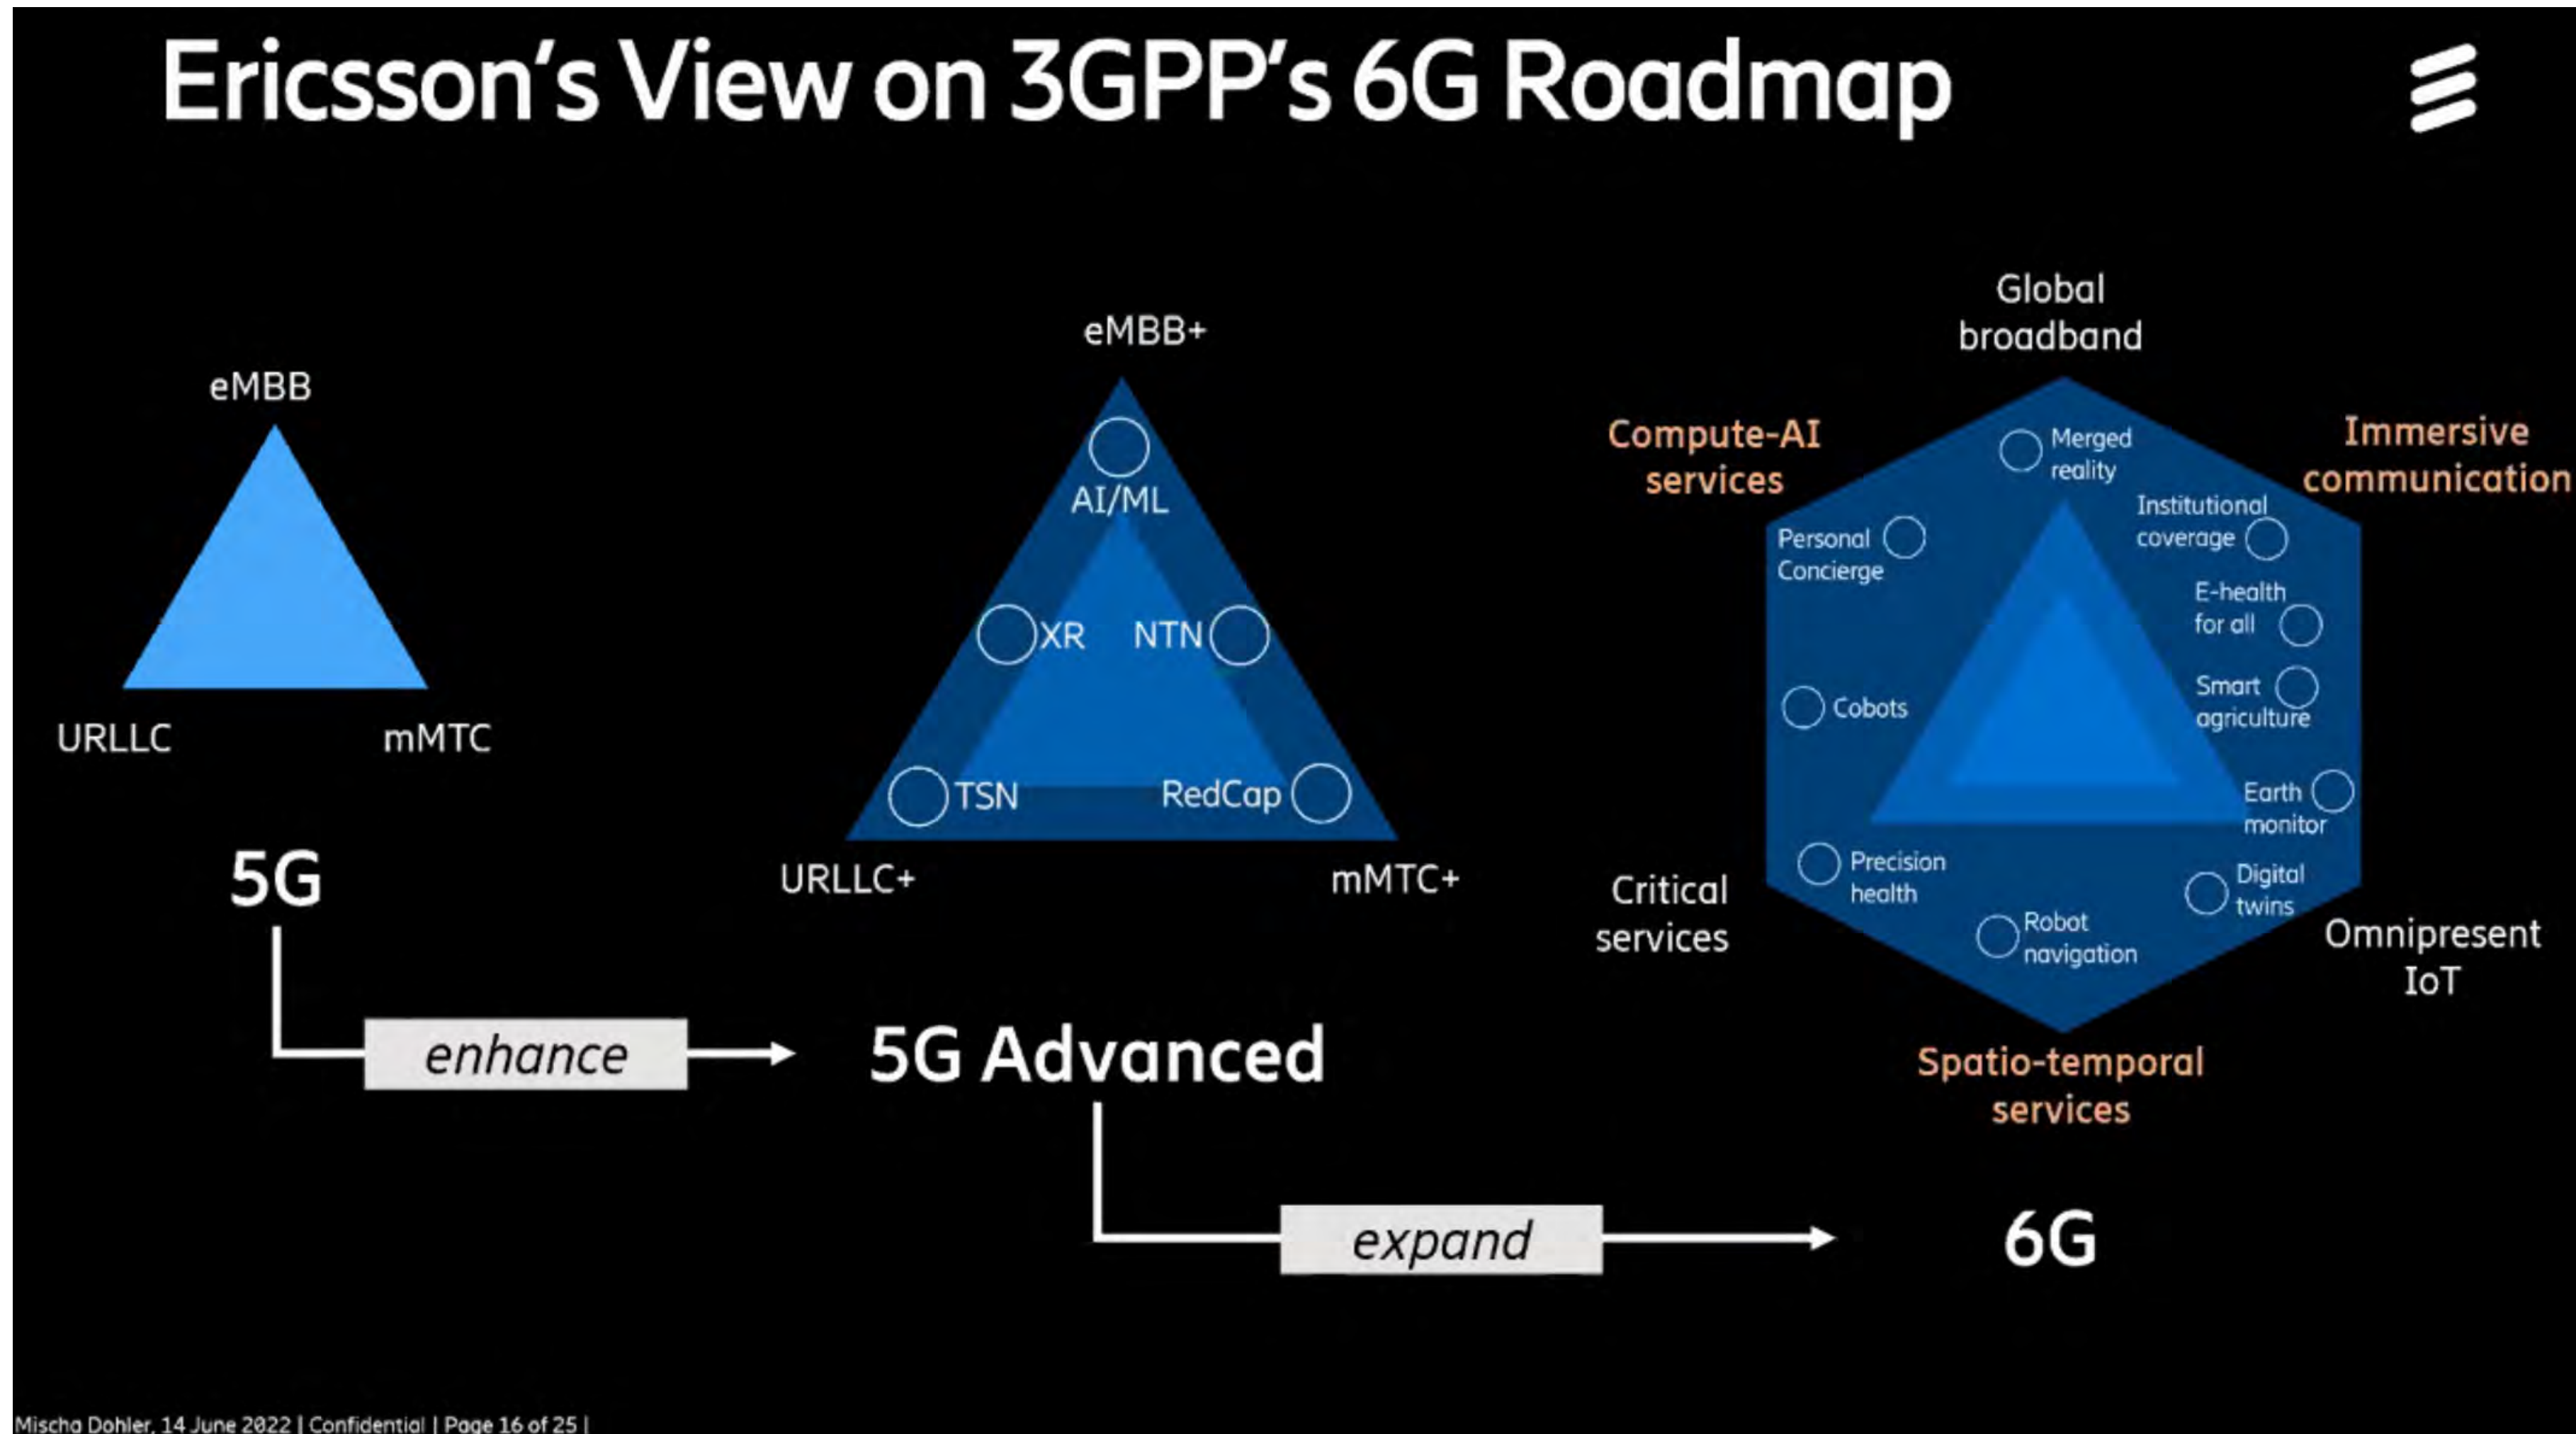 Ericsson's View on 3GPP's 6G Roadmap
eMBB
URLLC
mMTC
5G
enhance
eMBB+
AI/ML
XR
NTN
TSN
RedCap
URLLC+
mMTC+
5G Advanced
expand
Global
broadband
Compute-AI
services
Immersive
communication
Merged
reality
Institutional
coverage
Personal
Concierge
E-health
for all
Smart
agriculture
Cobots
Earth
monitor
Precision
health
Digital
twins
Robot
navigation
Critical
services
Omnipresent
IoT
Spatio-temporal
services
6G
Mischa Dohler, 14 June 2022 | Confidential | Page 16 of 25 |